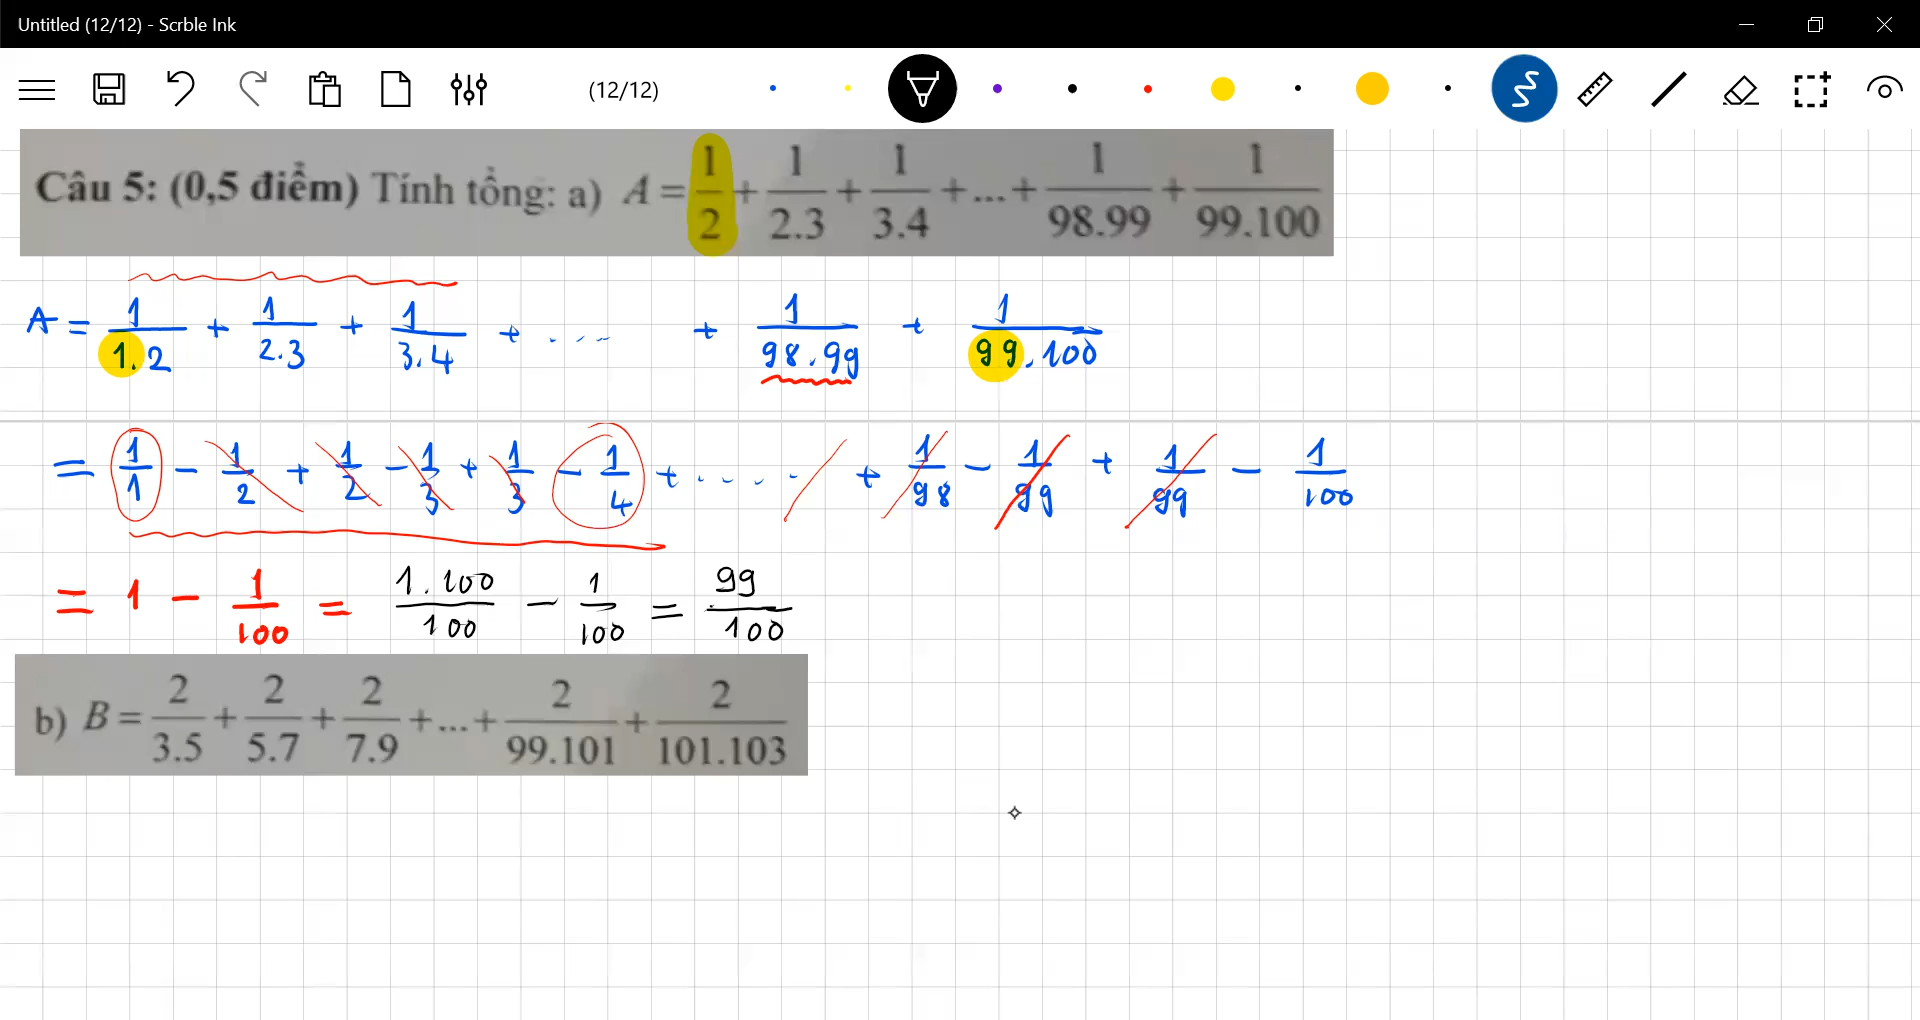 Untitled (12/12) - Scrble Ink
(12/12)
Câu 5: (0,5 điểm) Tính tổng: a) A = 1/2 + 1/2.3 + 1/3.4 + ... + 1/98.99 + 1/99.100
A = 1/1.2 + 1/2.3 + 1/3.4 + .... + 1/98.99 + 1/99.100
= 1/1 - 1/2 + 1/2 - 1/3 + 1/3 - 1/4 + ..... + 1/98 - 1/99 + 1/99 - 1/100
= 1 - 1/100 = 1.100/100 - 1/100 = 99/100
b) B = 2/3.5 + 2/5.7 + 2/7.9 + ... + 2/99.101 + 2/101.103